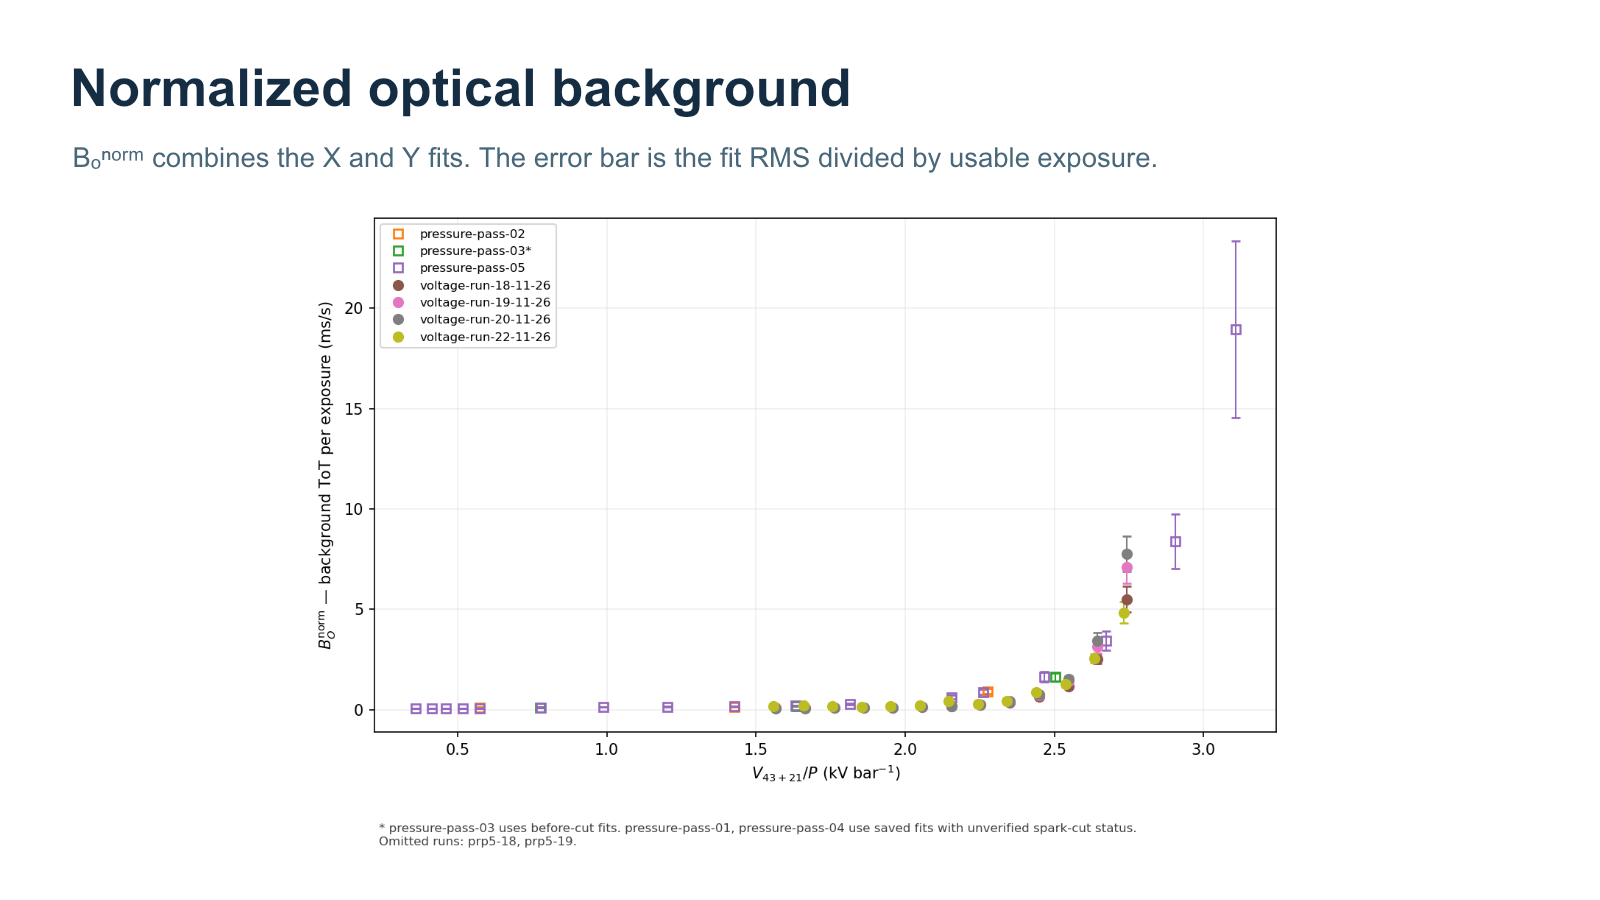 Normalized optical background
Bₒⁿᵒʳᵐ combines the X and Y fits. The error bar is the fit RMS divided by usable exposure.
pressure-pass-02
pressure-pass-03*
pressure-pass-05
voltage-run-18-11-26
voltage-run-19-11-26
voltage-run-20-11-26
voltage-run-22-11-26
B_O^norm — background ToT per exposure (ms/s)
20
15
10
5
0
0.5 1.0 1.5 2.0 2.5 3.0
V₄₃₊₂₁/P (kV bar⁻¹)
* pressure-pass-03 uses before-cut fits. pressure-pass-01, pressure-pass-04 use saved fits with unverified spark-cut status.
Omitted runs: prp5-18, prp5-19.